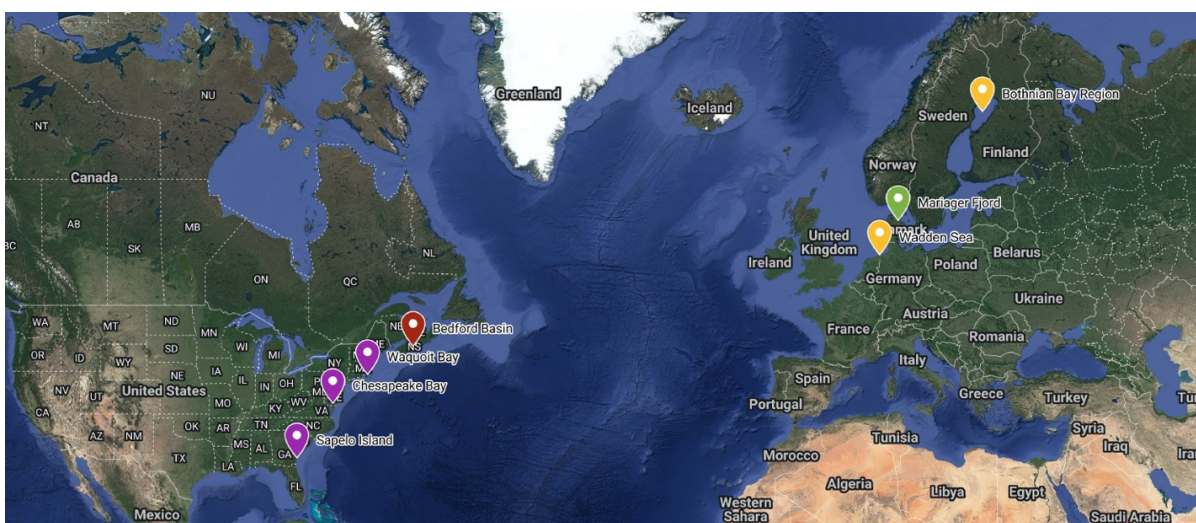 Greenland
Iceland
NU
NT
Canada
AB
SK
MB
BC
ON
QC
NL
Bothnian Bay Region
Sweden
Finland
Norway
Mariager Fjord
Wadden Sea
United
Kingdom
Ireland
Belarus
Poland
Germany
Ukraine
Austria
France
Romania
Italy
Spain
Portugal
Greece
Turkey
Syria
Iraq
Tunisia
Morocco
Algeria
Libya
Egypt
Western
Sahara
Saudi Arabia
Bedford Basin
NS
Waquoit Bay
Chesapeake Bay
Sapelo Island
WA
MT
ND
MN
OR
ID
WY
SD
WI
MI
NY
NE
IA
IL
IN
OH
NV
UT
United States
CA
MO
KY
WV
VA
AZ
NM
OK
AR
TN
NC
TX
MS
AL
GA
LA
FL
Mexico